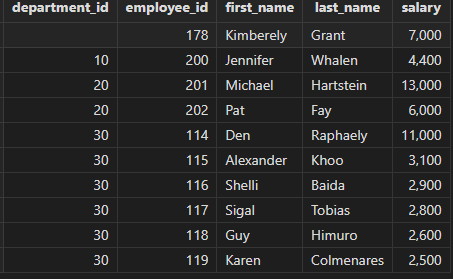 department_id employee_id first_name last_name salary
178 Kimberely Grant 7,000
10 200 Jennifer Whalen 4,400
20 201 Michael Hartstein 13,000
20 202 Pat Fay 6,000
30 114 Den Raphaely 11,000
30 115 Alexander Khoo 3,100
30 116 Shelli Baida 2,900
30 117 Sigal Tobias 2,800
30 118 Guy Himuro 2,600
30 119 Karen Colmenares 2,500